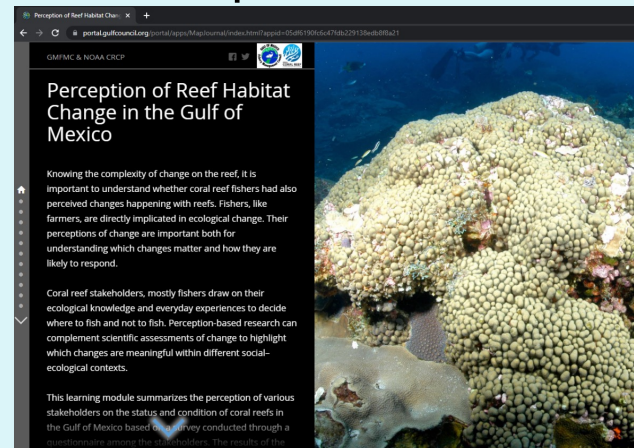 Perception of Reef Habitat Chan
portal.gulfcouncil.org/portal/apps/MapJournal/index.html?appid=05df6190fc6c47fdb229138edb8f8a21
GMFMC & NOAA CRCP
Perception of Reef Habitat
Change in the Gulf of
Mexico
Knowing the complexity of change on the reef, it is
important to understand whether coral reef fishers had also
perceived changes happening with reefs. Fishers, like
farmers, are directly implicated in ecological change. Their
perceptions of change are important both for
understanding which changes matter and how they are
likely to respond.
Coral reef stakeholders, mostly fishers draw on their
ecological knowledge and everyday experiences to decide
where to fish and not to fish. Perception-based research can
complement scientific assessments of change to highlight
which changes are meaningful within different social–
ecological contexts.
This learning module summarizes the perception of various
stakeholders on the status and condition of coral reefs in
the Gulf of Mexico based on a survey conducted through a
questionnaire among the stakeholders. The results of the